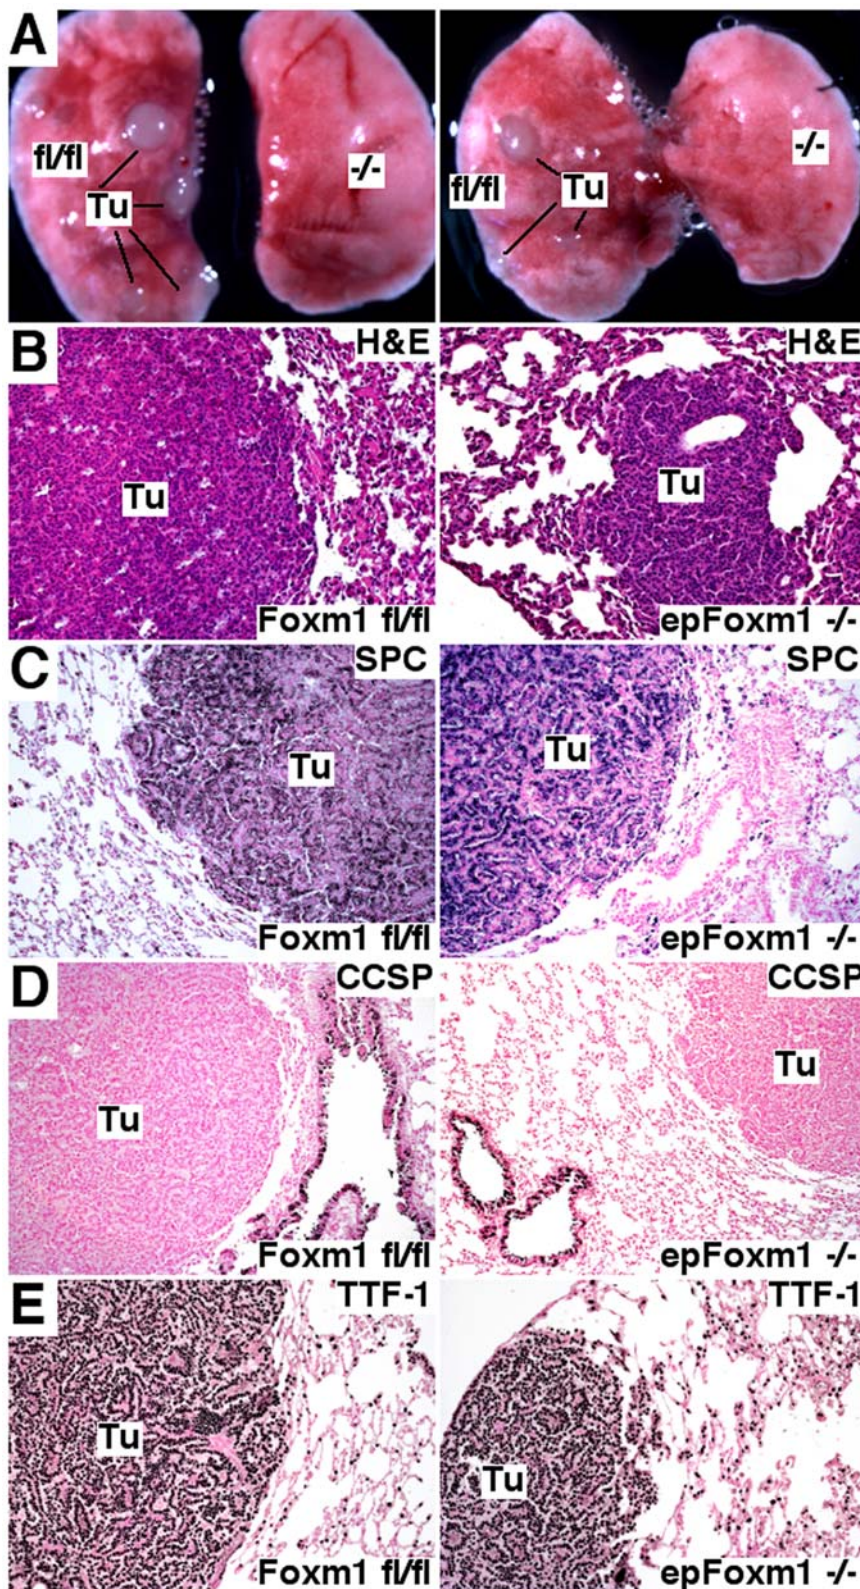 A
fl/fl
Tu
-/-
fl/fl
Tu
-/-
B
H&E
Tu
Foxm1 fl/fl
H&E
Tu
epFoxm1 -/-
C
SPC
Tu
Foxm1 fl/fl
SPC
Tu
epFoxm1 -/-
D
CCSP
Tu
Foxm1 fl/fl
CCSP
Tu
epFoxm1 -/-
E
TTF-1
Tu
Foxm1 fl/fl
TTF-1
Tu
epFoxm1 -/-